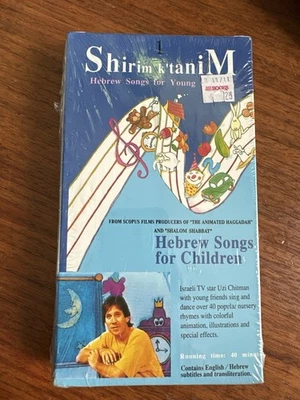 1
Shirim k'taniM
Hebrew Songs for Young
FROM SCOPUS FILMS PRODUCERS OF "THE ANIMATED HAGGADAH"
AND "SHALOM SHABBAT"
Hebrew Songs
for Children
Israeli TV star Uzi Chitman
with young friends sing and
dance over 40 popular nursery
rhymes with colorful
animation, illustrations and
special effects.
Running time: 40 minu
Contains English / Hebrew
subtitles and transliteration.